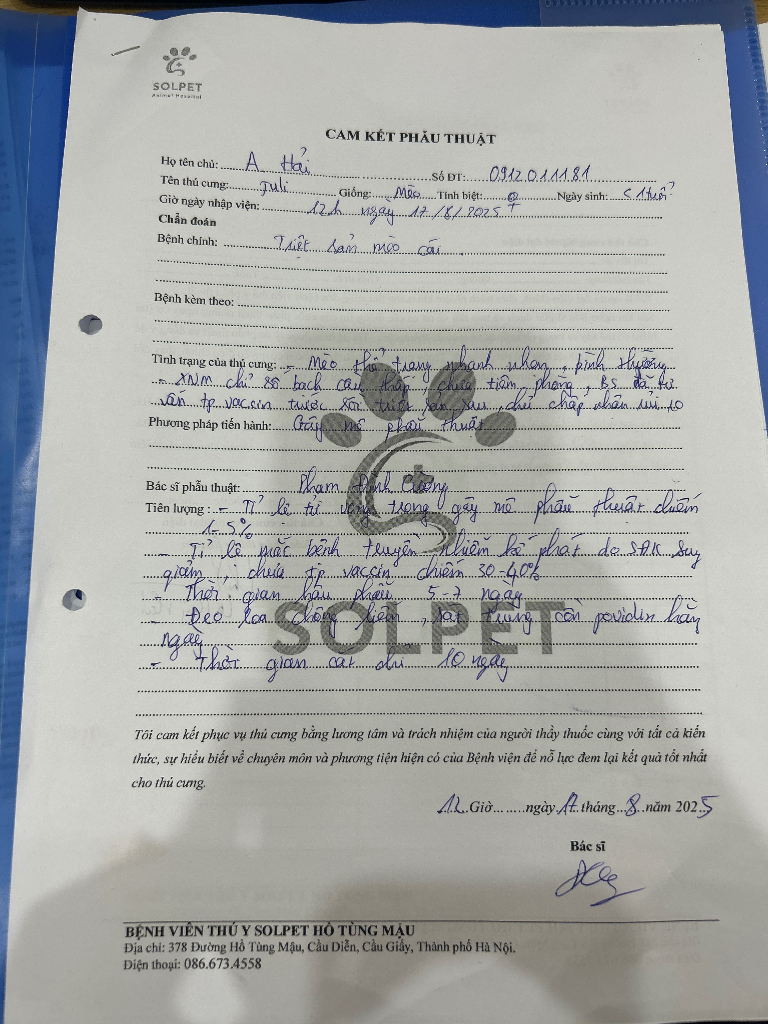 SOLPET
Animal Hospital
CAM KẾT PHẪU THUẬT
Họ tên chủ: A Hải Số ĐT: 0912011181
Tên thú cưng: Juli Giống: Mèo Tính biệt: ♀ Ngày sinh: < 1 tuổi
Giờ ngày nhập viện: 12h ngày 17/8/2025
Chẩn đoán
Bệnh chính: Triệt sản mèo cái
Bệnh kèm theo:
Tình trạng của thú cưng: - Mèo thể trạng nhanh nhẹn, bình thường
- XNM chỉ số bạch cầu thấp, chưa tiêm phòng, BS đã tư
vấn tp vaccin trước rồi triệt sản sau, chủ chấp nhận rủi ro
Phương pháp tiến hành: Gây mê phẫu thuật
Bác sĩ phẫu thuật: Phạm Đình Cương
Tiên lượng: - Tỉ lệ tử vong trong gây mê phẫu thuật chiếm
1-5%
- Tỉ lệ mắc bệnh truyền nhiễm kế phát do SĐK suy
giảm, chưa tp vaccin chiếm 30-40%
- Thời gian hậu phẫu 5-7 ngày
- Đeo loa chống liếm, sát trùng cồn povidin hằng
ngày
- Thời gian cắt chỉ 10 ngày
SOLPET
Tôi cam kết phục vụ thú cưng bằng lương tâm và trách nhiệm của người thầy thuốc cùng với tất cả kiến
thức, sự hiểu biết về chuyên môn và phương tiện hiện có của Bệnh viện để nỗ lực đem lại kết quả tốt nhất
cho thú cưng.
12 Giờ ngày 17 tháng 8 năm 2025
Bác sĩ
BỆNH VIỆN THÚ Y SOLPET HỒ TÙNG MẬU
Địa chỉ: 378 Đường Hồ Tùng Mậu, Cầu Diễn, Cầu Giấy, Thành phố Hà Nội.
Điện thoại: 086.673.4558